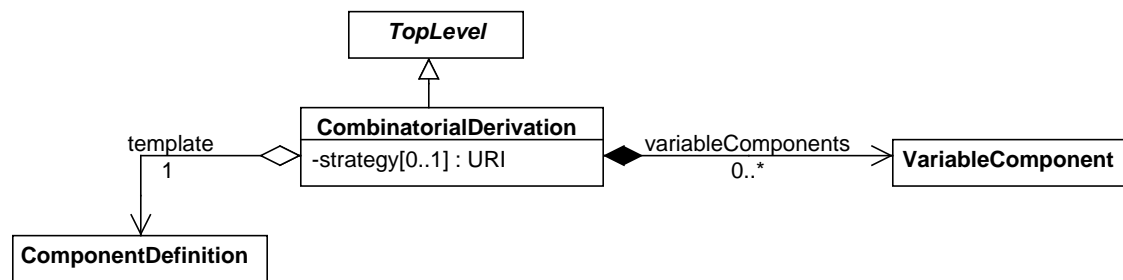 TopLevel
CombinatorialDerivation
-strategy[0..1] : URI
template
1
variableComponents
0..*
VariableComponent
ComponentDefinition